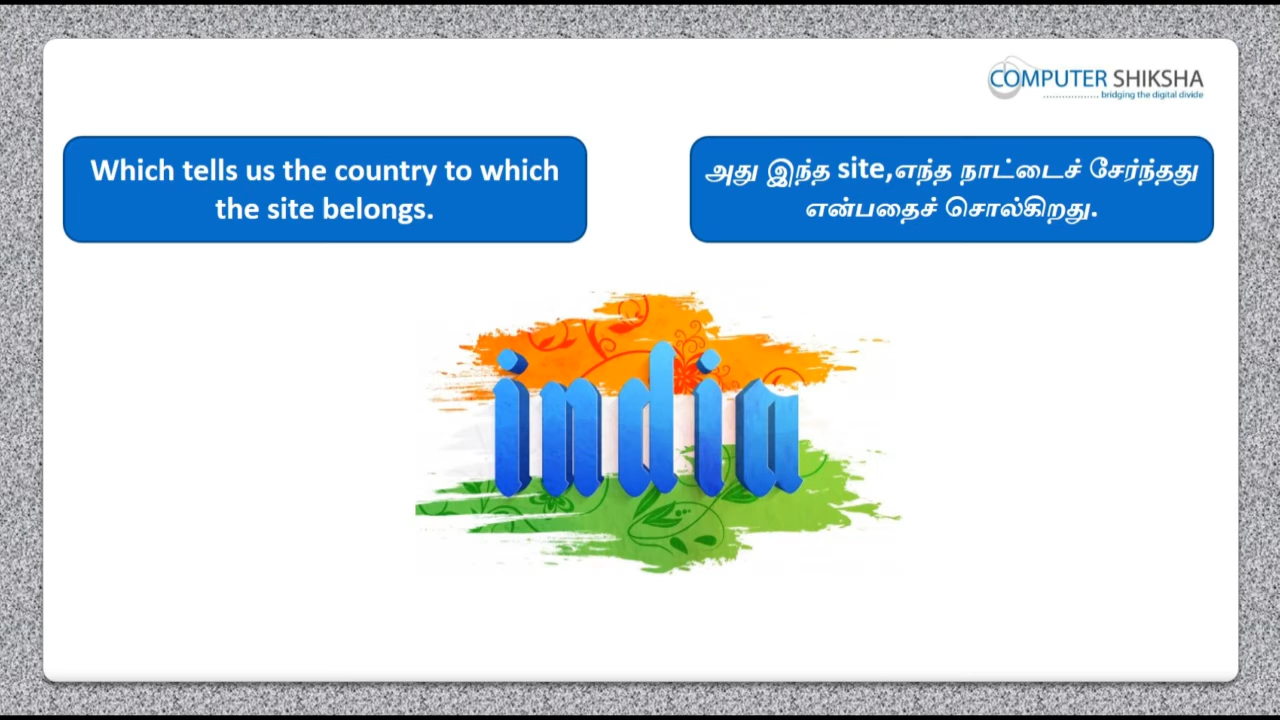 COMPUTER SHIKSHA
bridging the digital divide
Which tells us the country to which
the site belongs.
அது இந்த site,எந்த நாட்டைச் சேர்ந்தது
என்பதைச் சொல்கிறது.
india